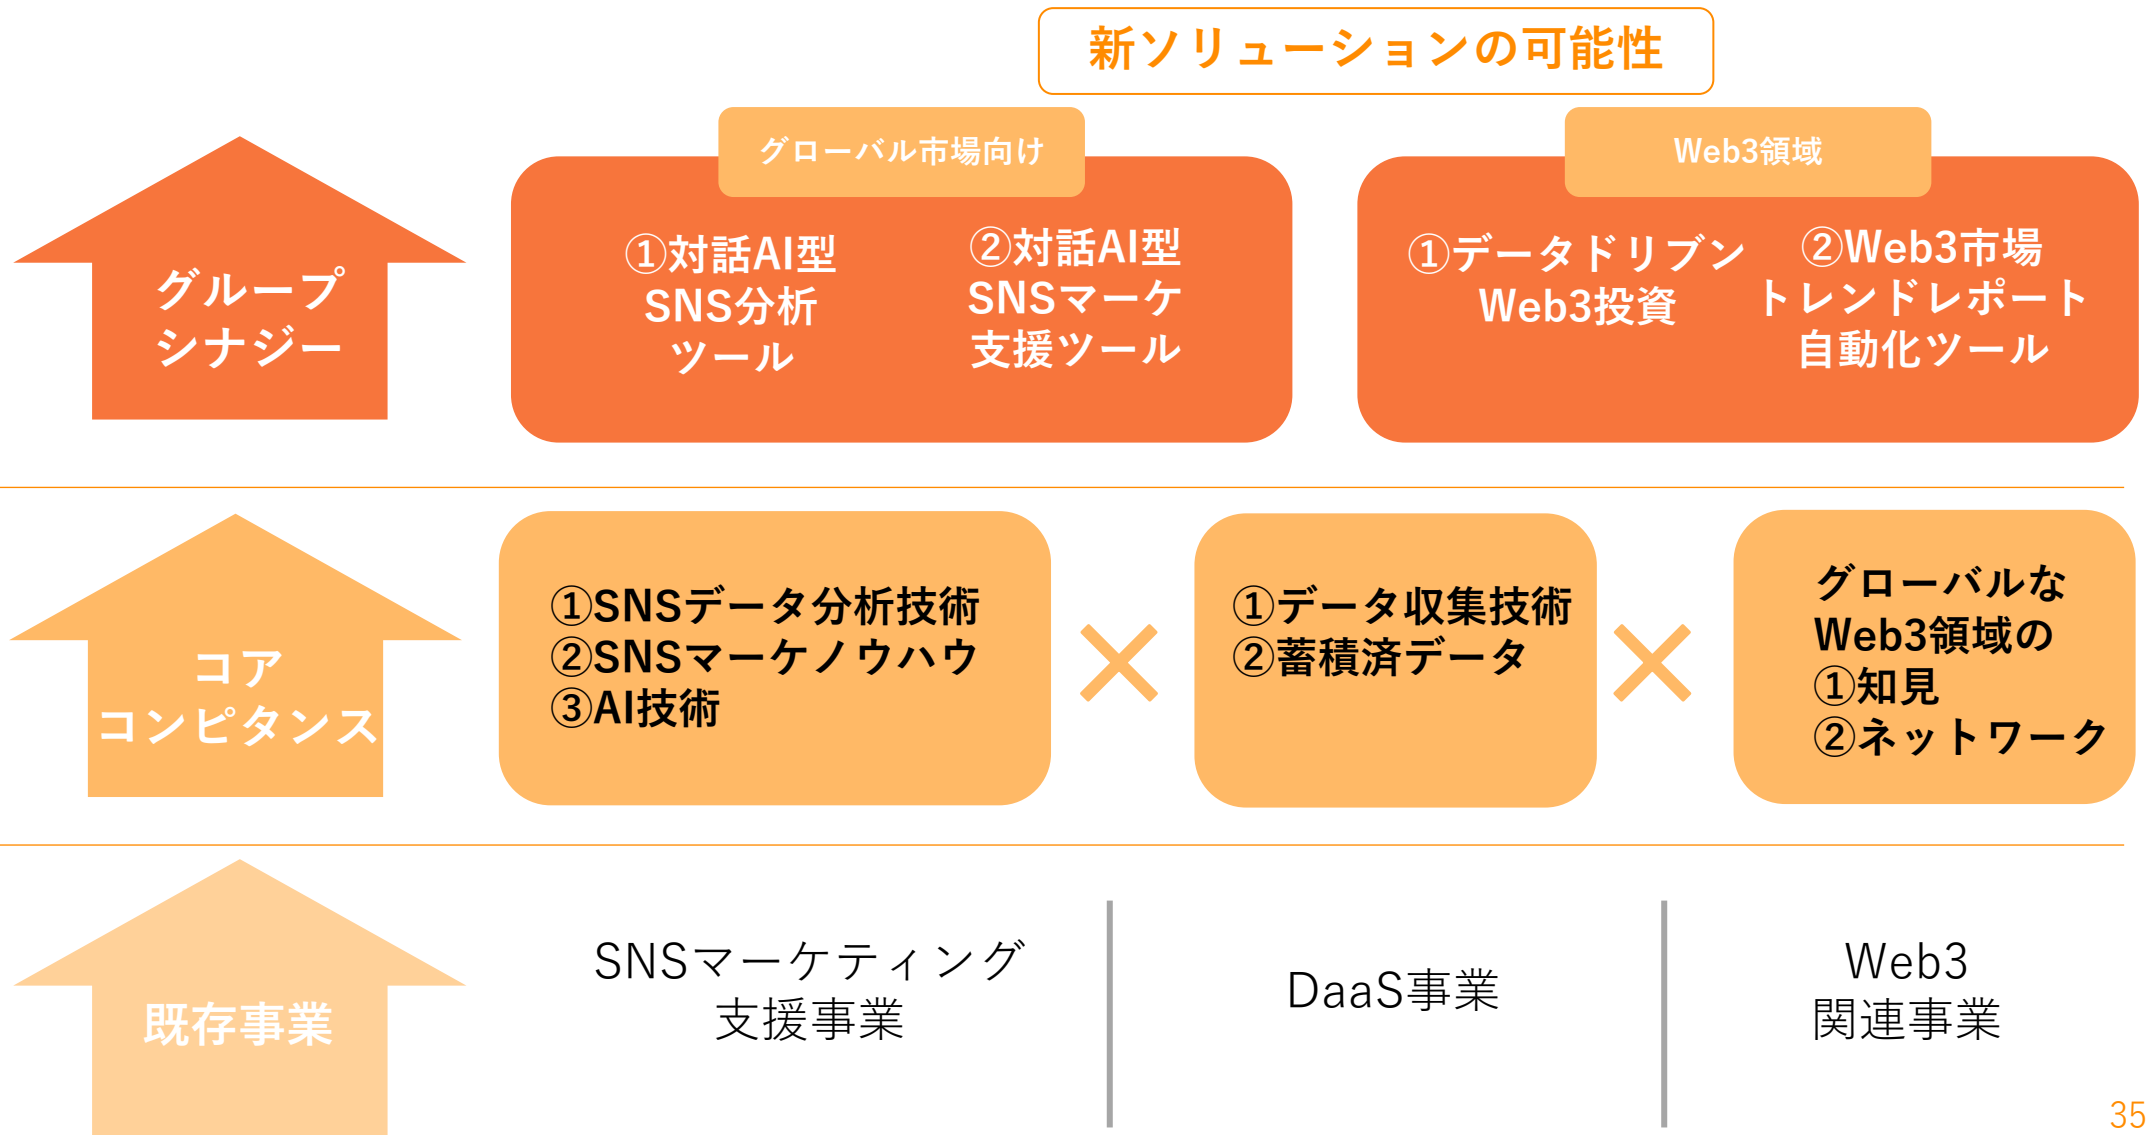 新ソリューションの可能性
グループ
シナジー
グローバル市場向け
①対話AI型
SNS分析
ツール
②対話AI型
SNSマーケ
支援ツール
Web3領域
①データドリブン
Web3投資
②Web3市場
トレンドレポート
自動化ツール
コア
コンピタンス
①SNSデータ分析技術
②SNSマーケノウハウ
③AI技術
①データ収集技術
②蓄積済データ
グローバルな
Web3領域の
①知見
②ネットワーク
既存事業
SNSマーケティング
支援事業
DaaS事業
Web3
関連事業
35